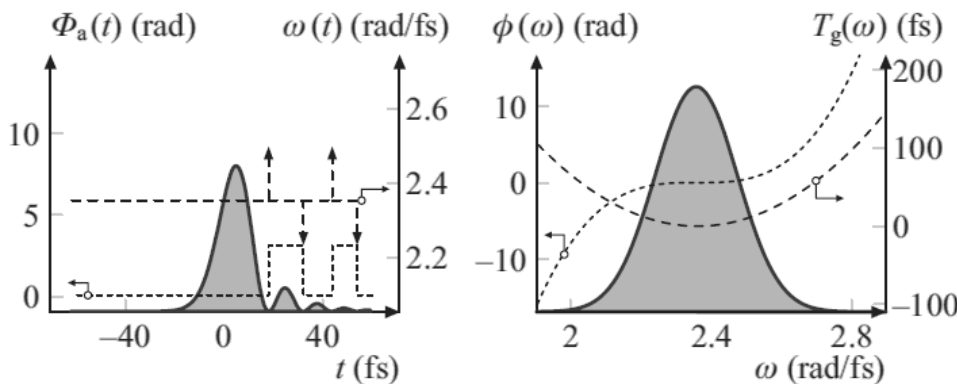 Φa(t) (rad) ω(t) (rad/fs)
10
5
0
2.6
2.4
2.2
−40 0 40
t (fs)
ϕ(ω) (rad) Tg(ω) (fs)
10
0
−10
200
100
0
−100
2 2.4 2.8
ω (rad/fs)